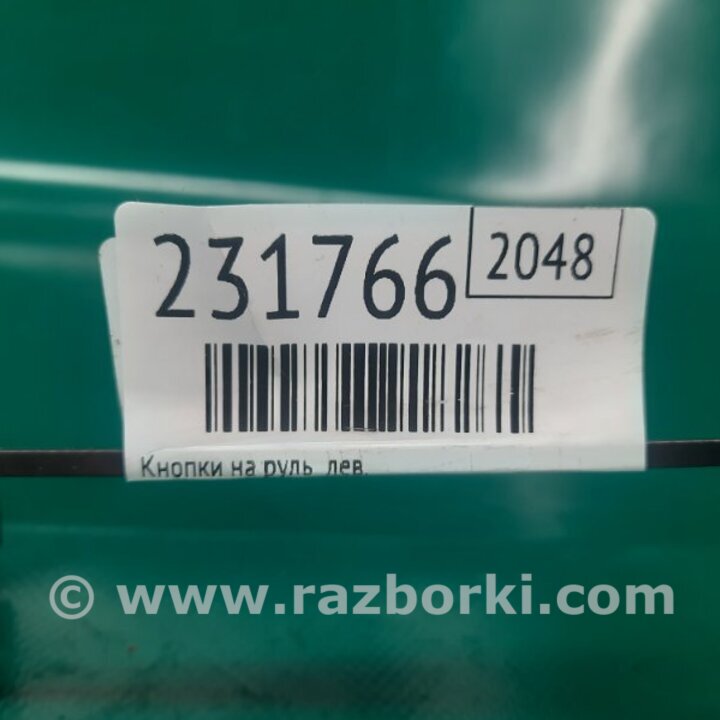 231766
2048
Кнопки на руль лев.
© www.razborki.com